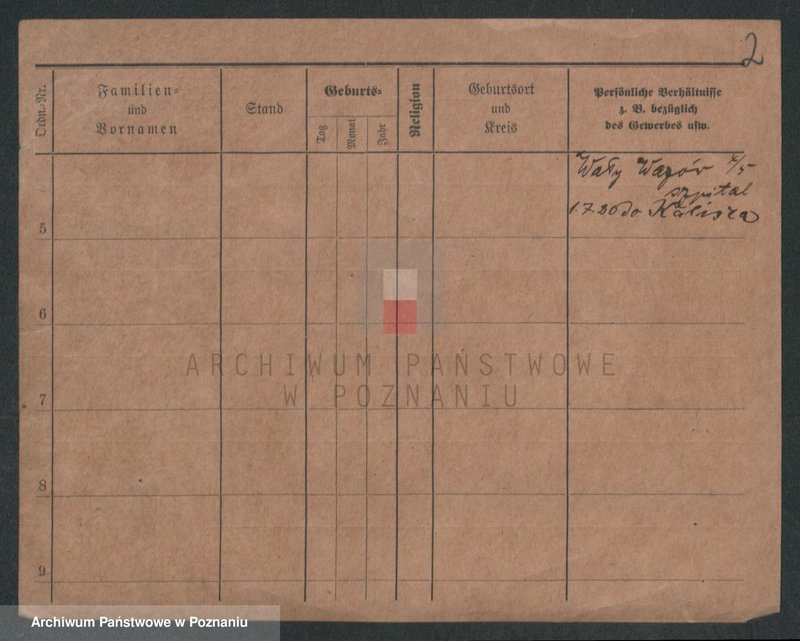 2
Ordn.-Nr.
Familien-
und
Vornamen
Stand
Geburts-
Tag
Monat
Jahr
Religion
Geburtsort
und
Kreis
Persönliche Verhältnisse
z. B. bezüglich
des Gewerbes usw.
Wały 4/5
szpital
1.7.20 do Kalisza
5
6
7
8
9
ARCHIWUM PAŃSTWOWE
W POZNANIU
Archiwum Państwowe w Poznaniu